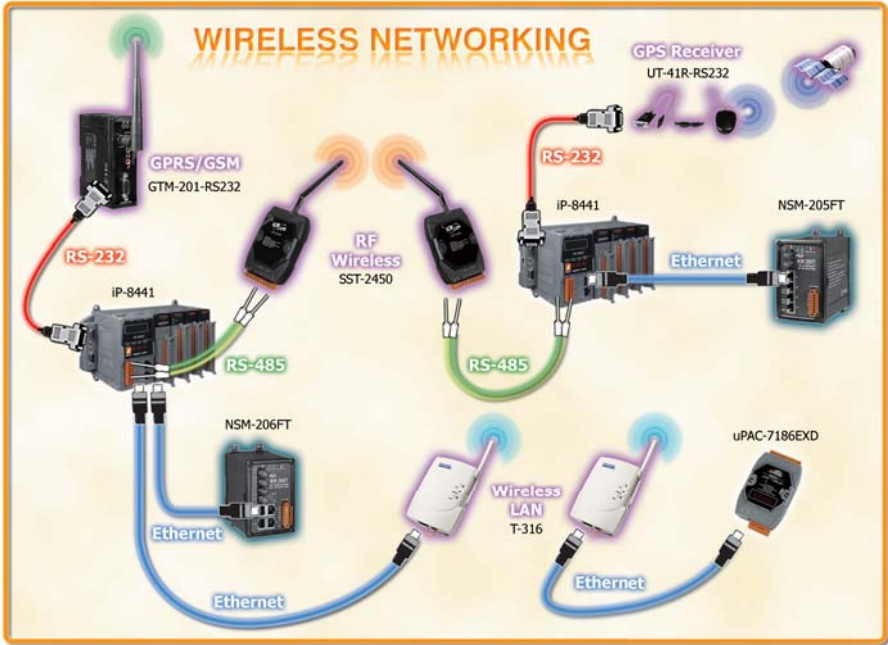 WIRELESS NETWORKING
GPS Receiver
UT-41R-RS232
GPRS/GSM
GTM-201-RS232
RS-232
RS-232
iP-8441
NSM-205FT
RF
Wireless
SST-2450
Ethernet
iP-8441
RS-485
RS-485
NSM-206FT
uPAC-7186EXD
Wireless
LAN
T-316
Ethernet
Ethernet
Ethernet